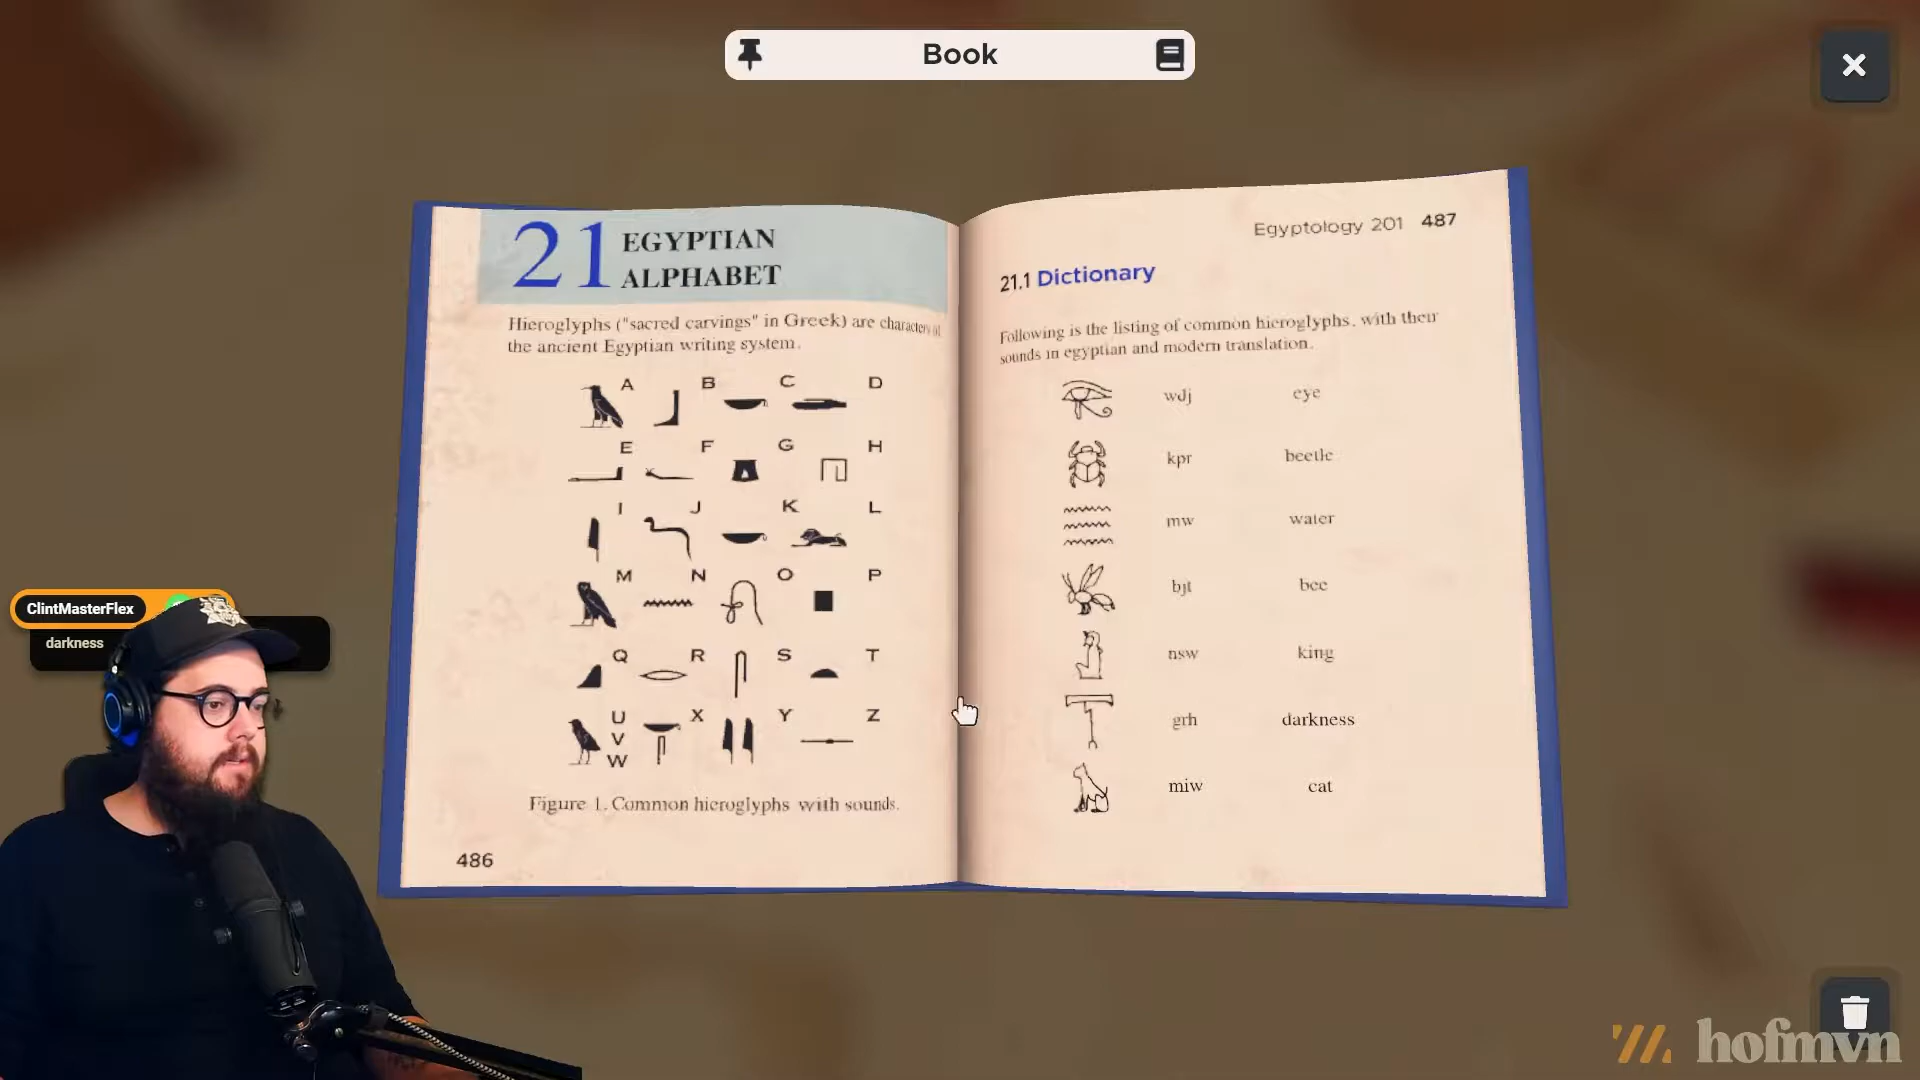 Book
21 EGYPTIAN
ALPHABET
Hieroglyphs ("sacred carvings" in Greek) are characters of
the ancient Egyptian writing system.
A B C D
E F G H
I J K L
M N O P
Q R S T
U X Y Z
V
W
Figure 1. Common hieroglyphs with sounds.
486
Egyptology 201 487
21.1 Dictionary
Following is the listing of common hieroglyphs, with their
sounds in egyptian and modern translation.
wdj eye
kpr beetle
mw water
bjt bee
nsw king
grh darkness
miw cat
ClintMasterFlex
darkness
hofmvn